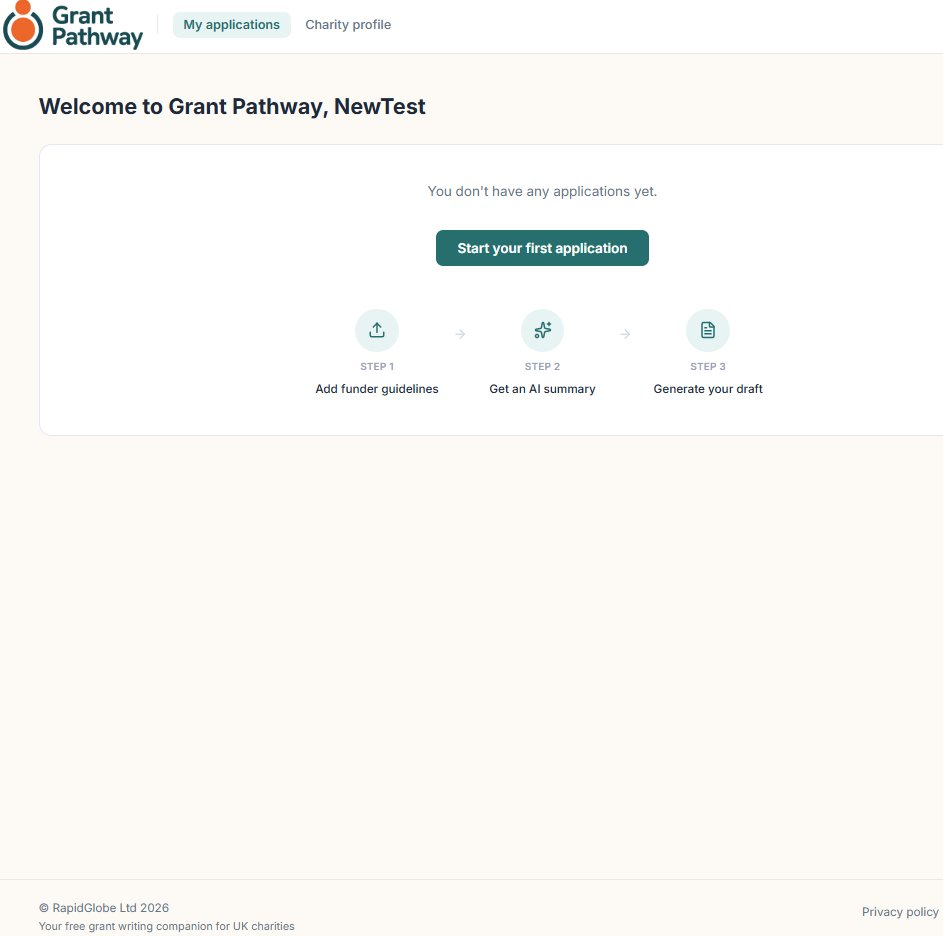 Grant
Pathway
My applications
Charity profile
Welcome to Grant Pathway, NewTest
You don't have any applications yet.
Start your first application
STEP 1
STEP 2
STEP 3
Add funder guidelines
Get an AI summary
Generate your draft
© RapidGlobe Ltd 2026
Your free grant writing companion for UK charities
Privacy policy